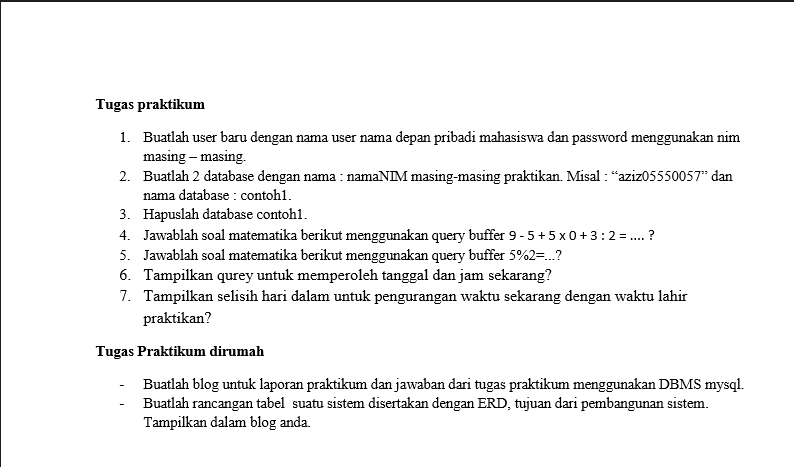 Tugas praktikum
1. Buatlah user baru dengan nama user nama depan pribadi mahasiswa dan password menggunakan nim
masing – masing.
2. Buatlah 2 database dengan nama : namaNIM masing-masing praktikan. Misal : “aziz05550057” dan
nama database : contoh1.
3. Hapuslah database contoh1.
4. Jawablah soal matematika berikut menggunakan query buffer 9 - 5 + 5 x 0 + 3 : 2 = .... ?
5. Jawablah soal matematika berikut menggunakan query buffer 5%2=...?
6. Tampilkan qurey untuk memperoleh tanggal dan jam sekarang?
7. Tampilkan selisih hari dalam untuk pengurangan waktu sekarang dengan waktu lahir
praktikan?
Tugas Praktikum dirumah
- Buatlah blog untuk laporan praktikum dan jawaban dari tugas praktikum menggunakan DBMS mysql.
- Buatlah rancangan tabel suatu sistem disertakan dengan ERD, tujuan dari pembangunan sistem.
Tampilkan dalam blog anda.